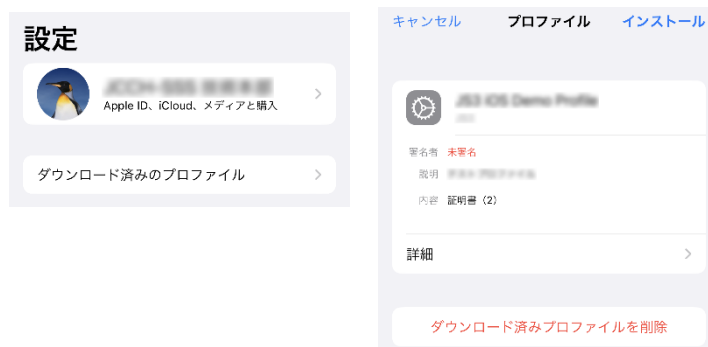 設定
Apple ID、iCloud、メディアと購入
ダウンロード済みのプロファイル
キャンセル
プロファイル
インストール
署名者 未署名
説明
内容 証明書（2）
詳細
ダウンロード済みプロファイルを削除